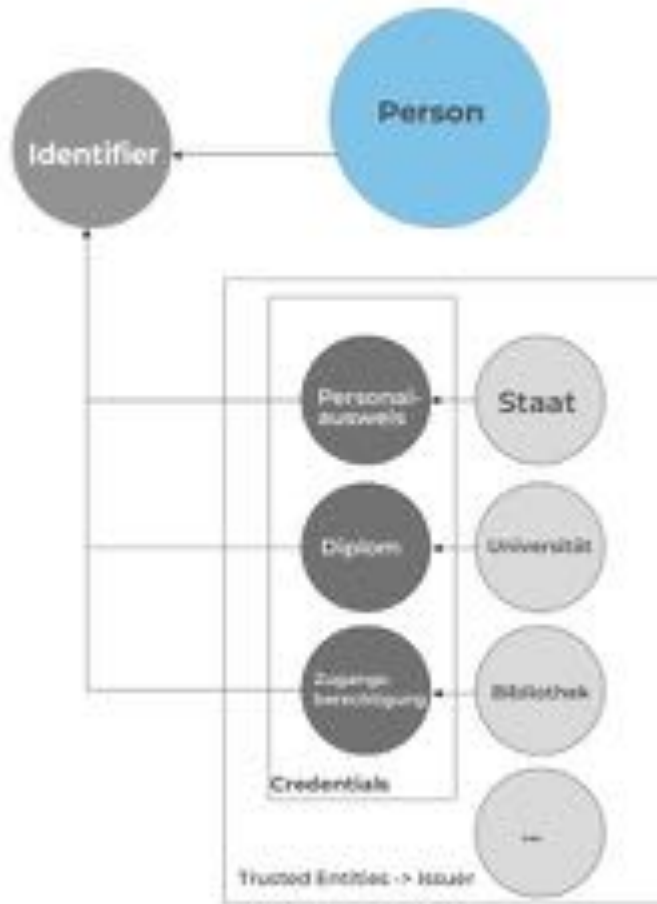 Person
Identifier
Personal-
ausweis
Staat
Diplom
Universität
Zugangs-
berechtigung
Bibliothek
Credentials
...
Trusted Entities -> Issuer